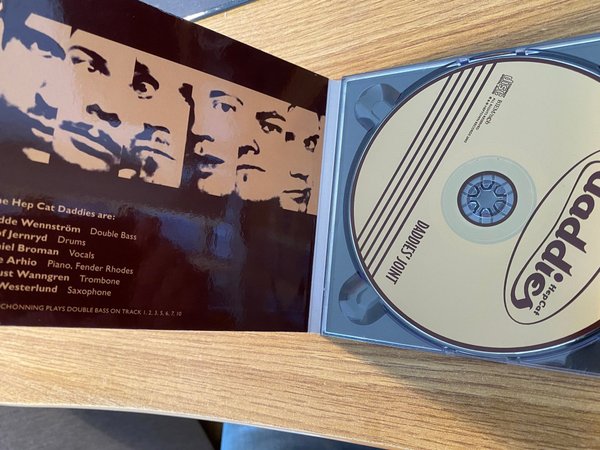 he Hep Cat Daddies are:
dde Wennström Double Bass
of Jernryd Drums
niel Broman Vocals
e Arhio Piano, Fender Rhodes
ust Wanngren Trombone
Westerlund Saxophone
CHÖNNING PLAYS DOUBLE BASS ON TRACK 1, 2, 3, 5, 6, 7, 10
DADDIES' JOINT
daddies
Hep Cat
disc